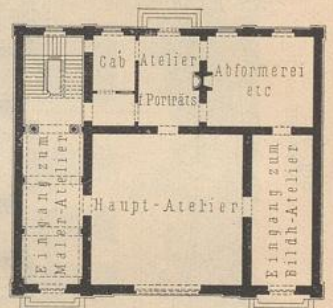 Cab
Atelier
f. Porträts
Abformerei
etc
Haupt-Atelier
Eingang zum
Maler-Atelier
Eingang zum
Bildh-Atelier